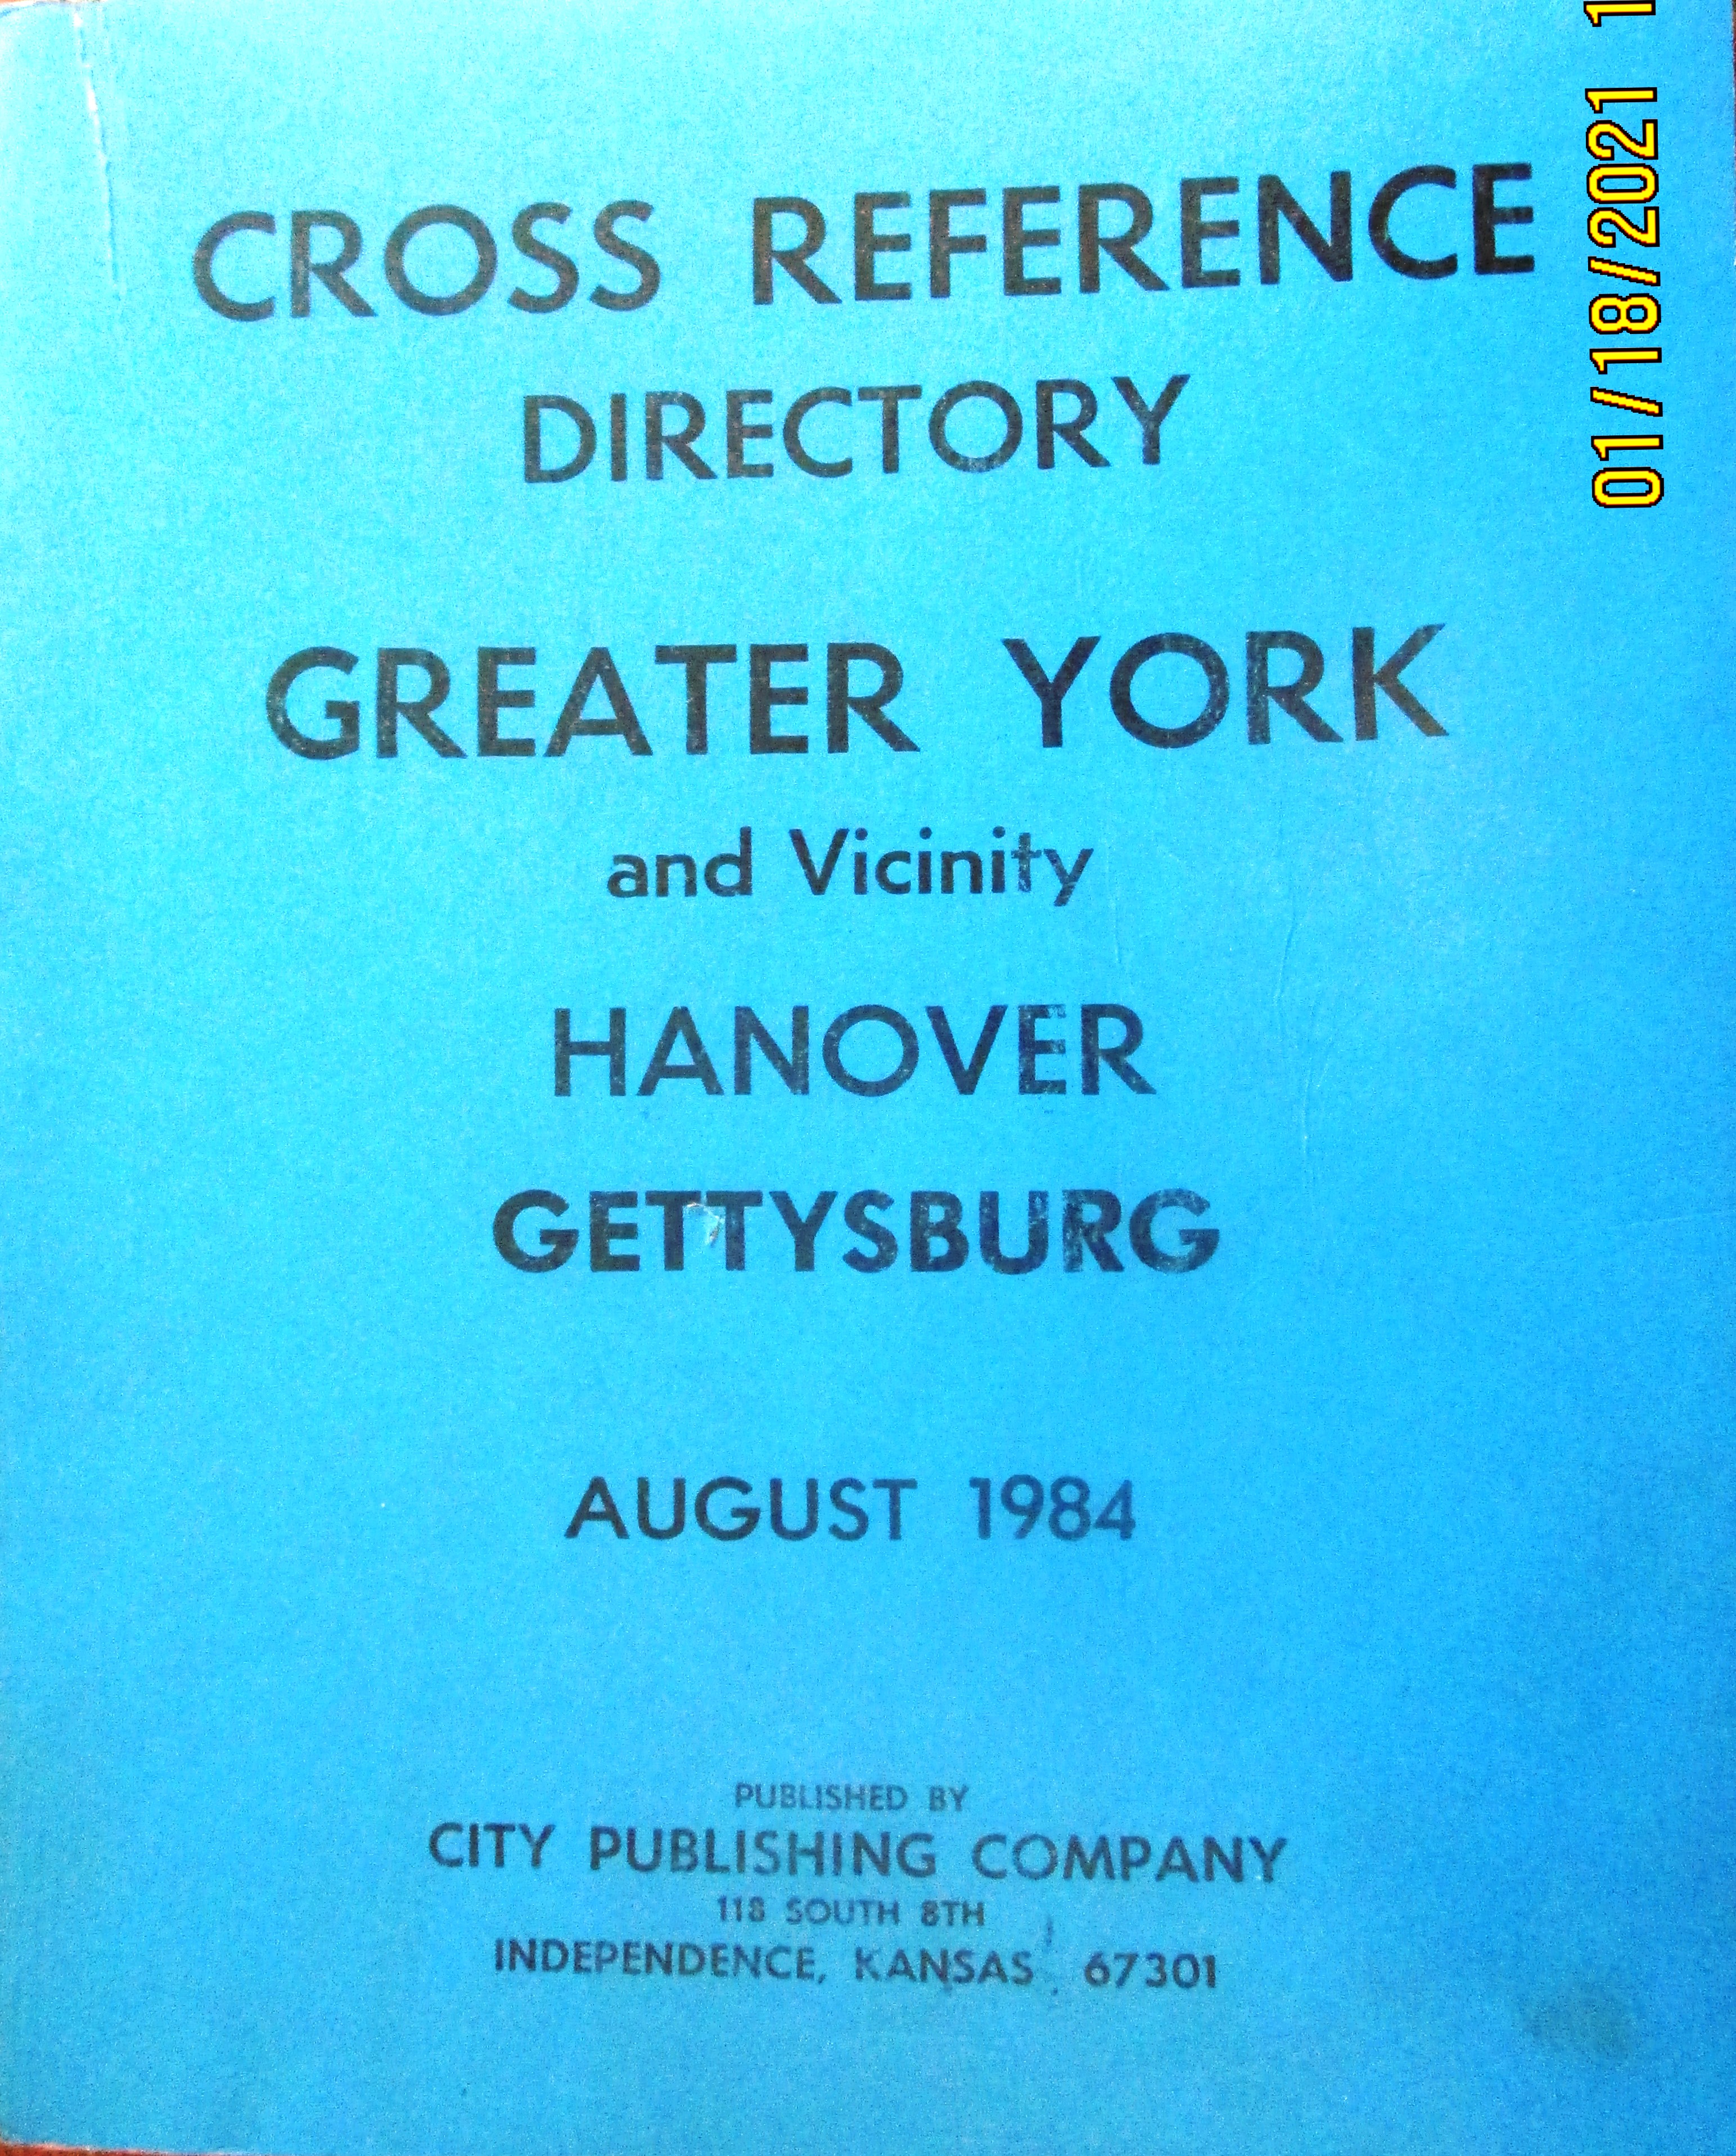 CROSS REFERENCE
DIRECTORY
GREATER YORK
and Vicinity
HANOVER
GETTYSBURG
AUGUST 1984
PUBLISHED BY
CITY PUBLISHING COMPANY
118 SOUTH 8TH
INDEPENDENCE, KANSAS 67301
01/18/2021 1